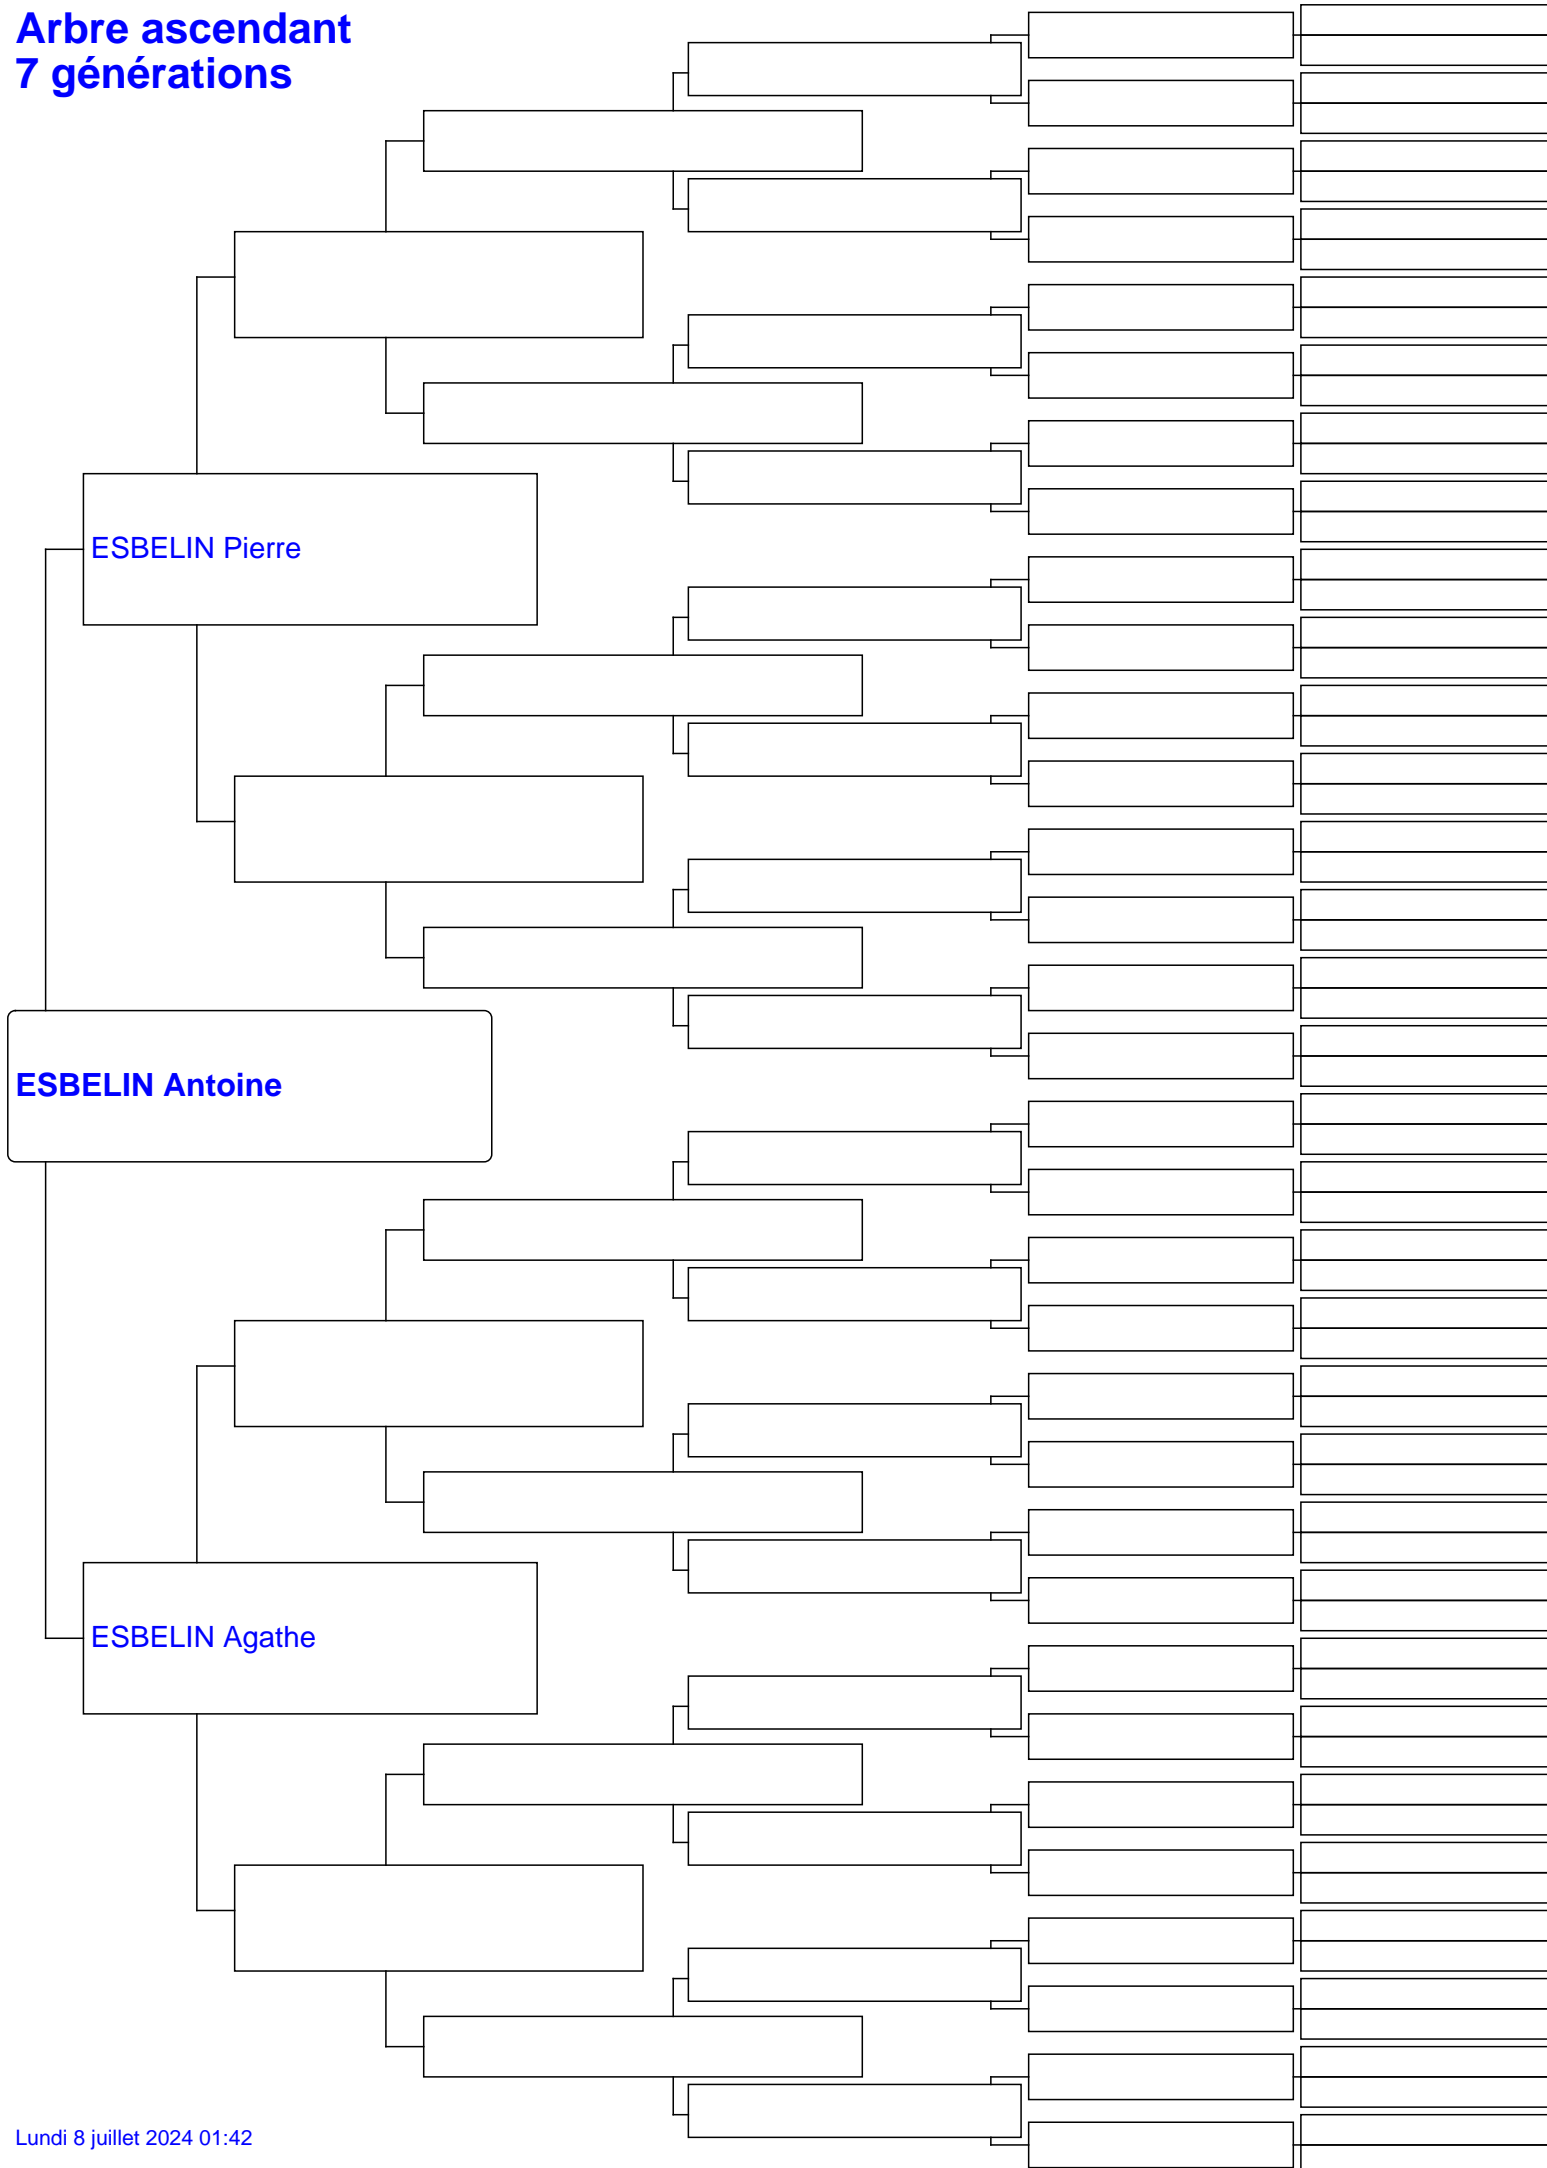 Arbre ascendant
7 générations
ESBELIN Pierre
ESBELIN Antoine
ESBELIN Agathe
Lundi 8 juillet 2024 01:42